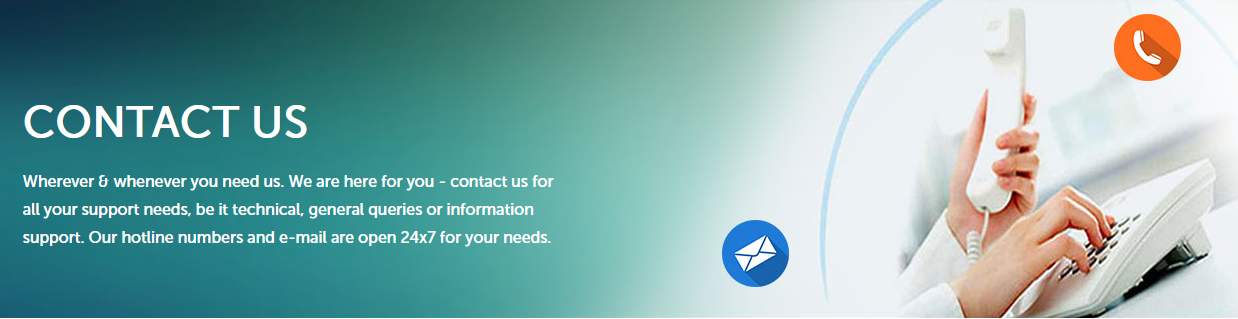 CONTACT US
Wherever & whenever you need us. We are here for you - contact us for
all your support needs, be it technical, general queries or information
support. Our hotline numbers and e-mail are open 24x7 for your needs.